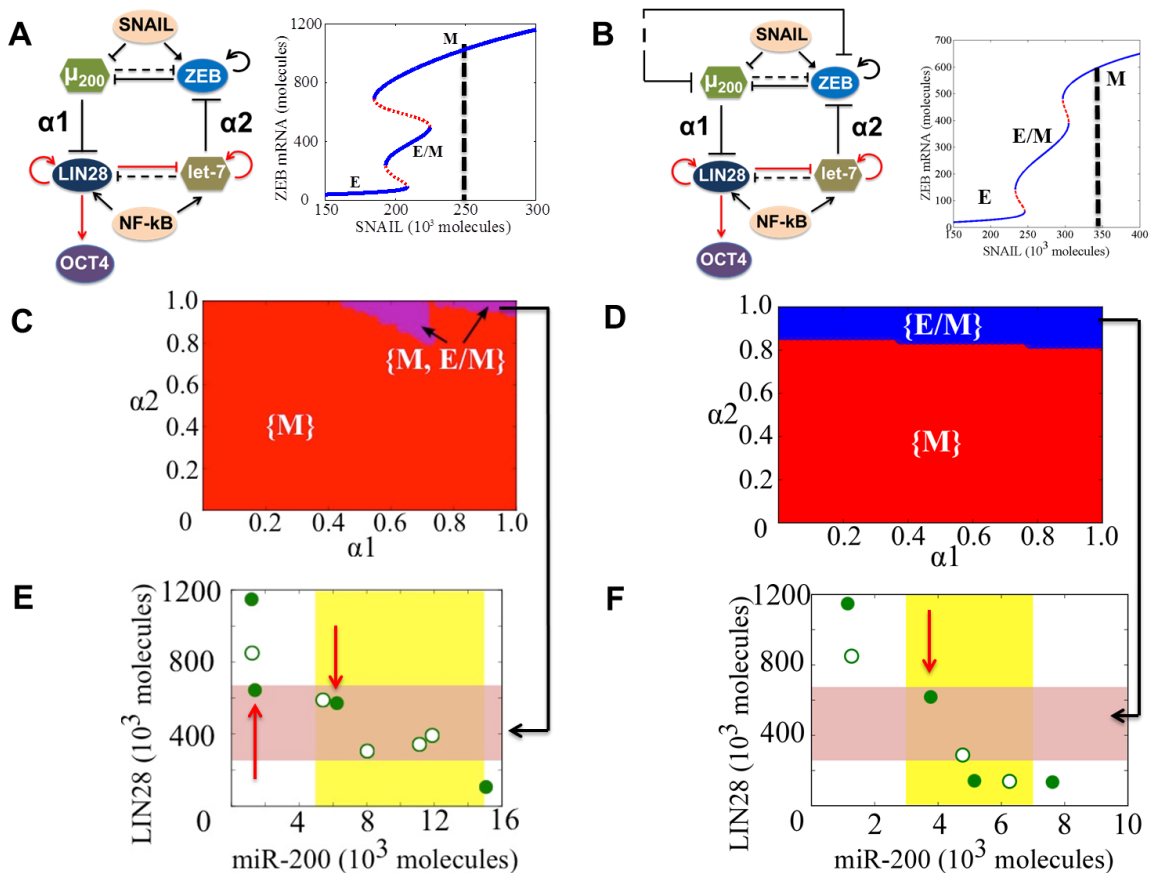 A
SNAIL
μ200
ZEB
α1
α2
LIN28
let-7
NF-kB
OCT4
ZEB mRNA (molecules)
1200
800
400
0
150
200
250
300
SNAIL (10³ molecules)
E
E/M
M
B
SNAIL
μ200
ZEB
α1
α2
LIN28
let-7
NF-kB
OCT4
ZEB mRNA (molecules)
700
600
500
400
300
200
100
0
150
200
250
300
350
400
SNAIL (10³ molecules)
E
E/M
M
C
1.0
0.8
0.6
0.4
0.2
0
α2
{M, E/M}
{M}
0.2
0.4
0.6
0.8
1.0
α1
D
1.0
0.8
0.6
0.4
0.2
0
α2
{E/M}
{M}
0.2
0.4
0.6
0.8
1.0
α1
E
LIN28 (10³ molecules)
1200
800
400
0
4
8
12
16
miR-200 (10³ molecules)
F
LIN28 (10³ molecules)
1200
800
400
0
2
4
6
8
10
miR-200 (10³ molecules)